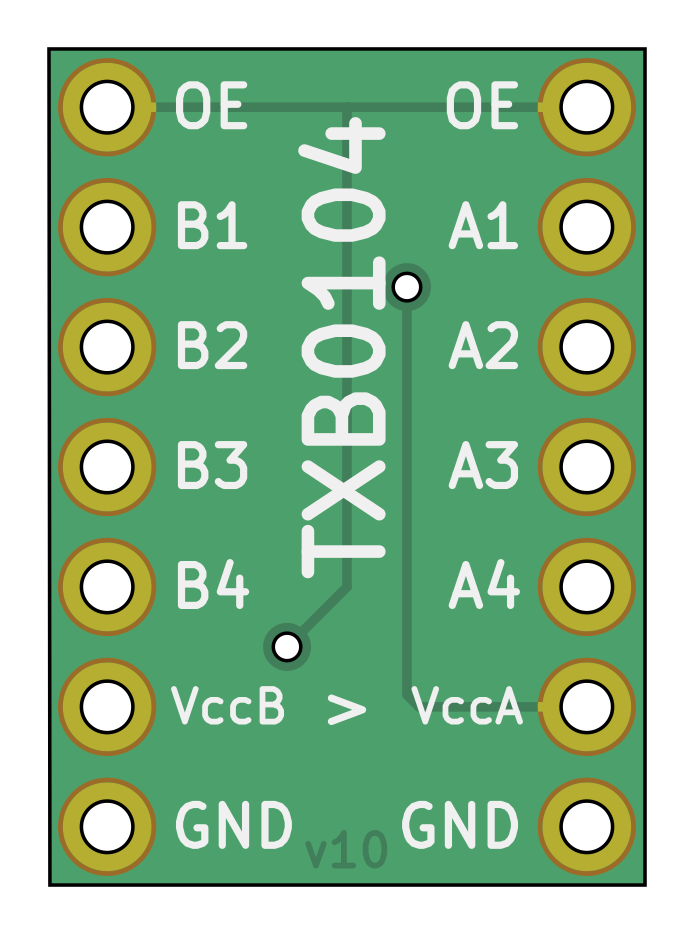 OE OE
B1 A1
B2 A2
B3 A3
B4 A4
VccB > VccA
GND GND
TXB0104
v10